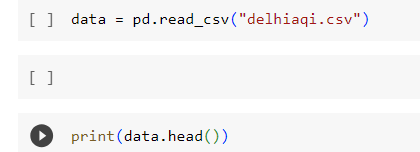 [ ] data = pd.read_csv("delhiaqi.csv")
[ ]
print(data.head())